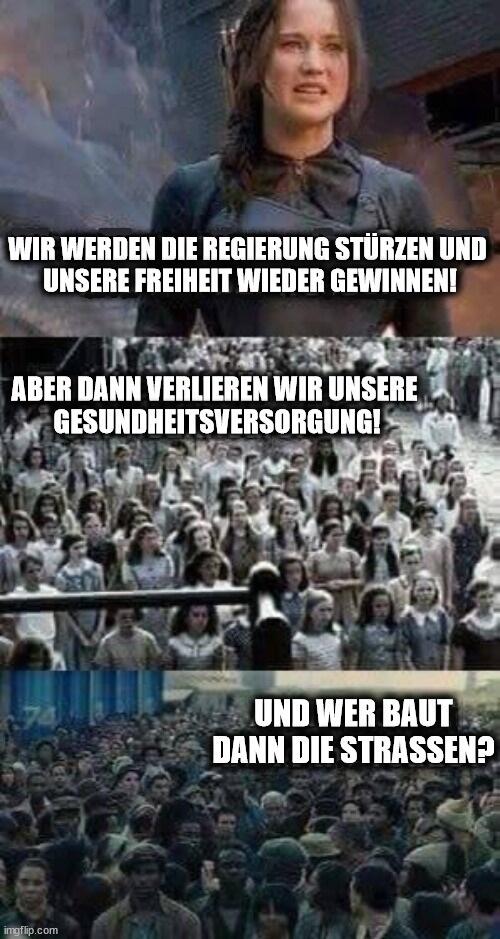 WIR WERDEN DIE REGIERUNG STÜRZEN UND
UNSERE FREIHEIT WIEDER GEWINNEN!
ABER DANN VERLIEREN WIR UNSERE
GESUNDHEITSVERSORGUNG!
UND WER BAUT
DANN DIE STRASSEN?
74
imgflip.com